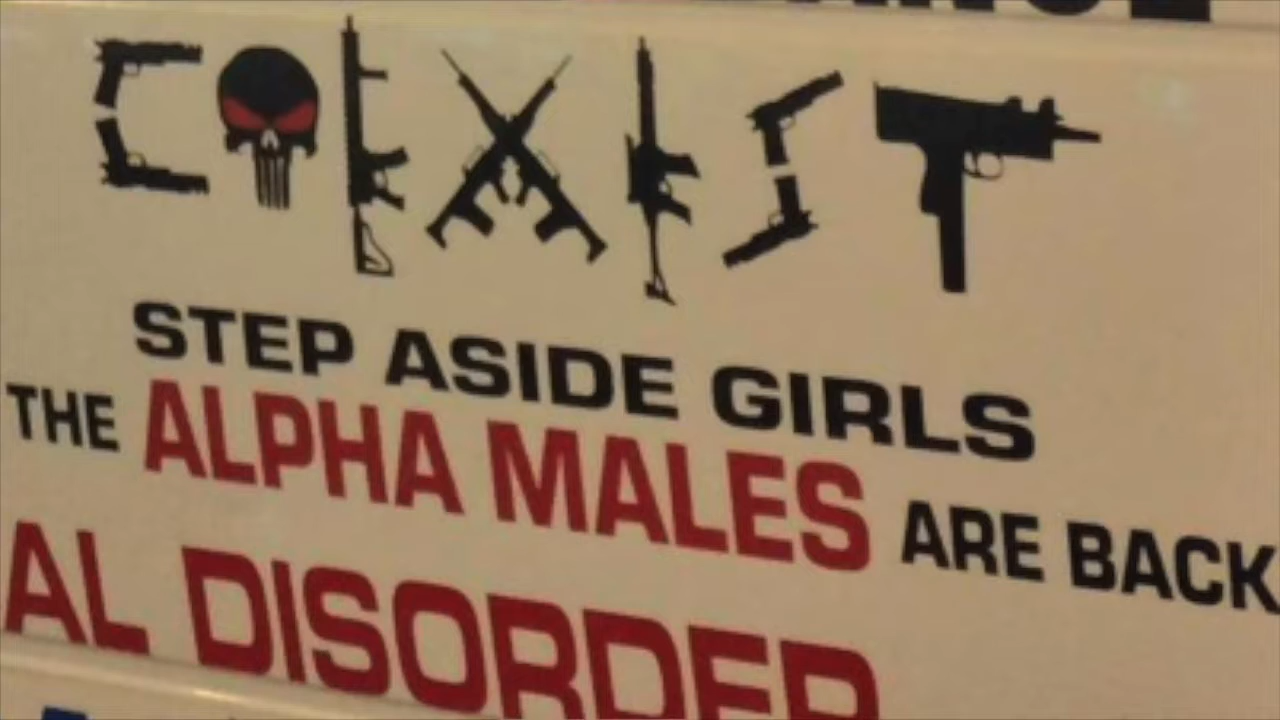 COEXIST
STEP ASIDE GIRLS
THE ALPHA MALES ARE BACK
AL DISORDER